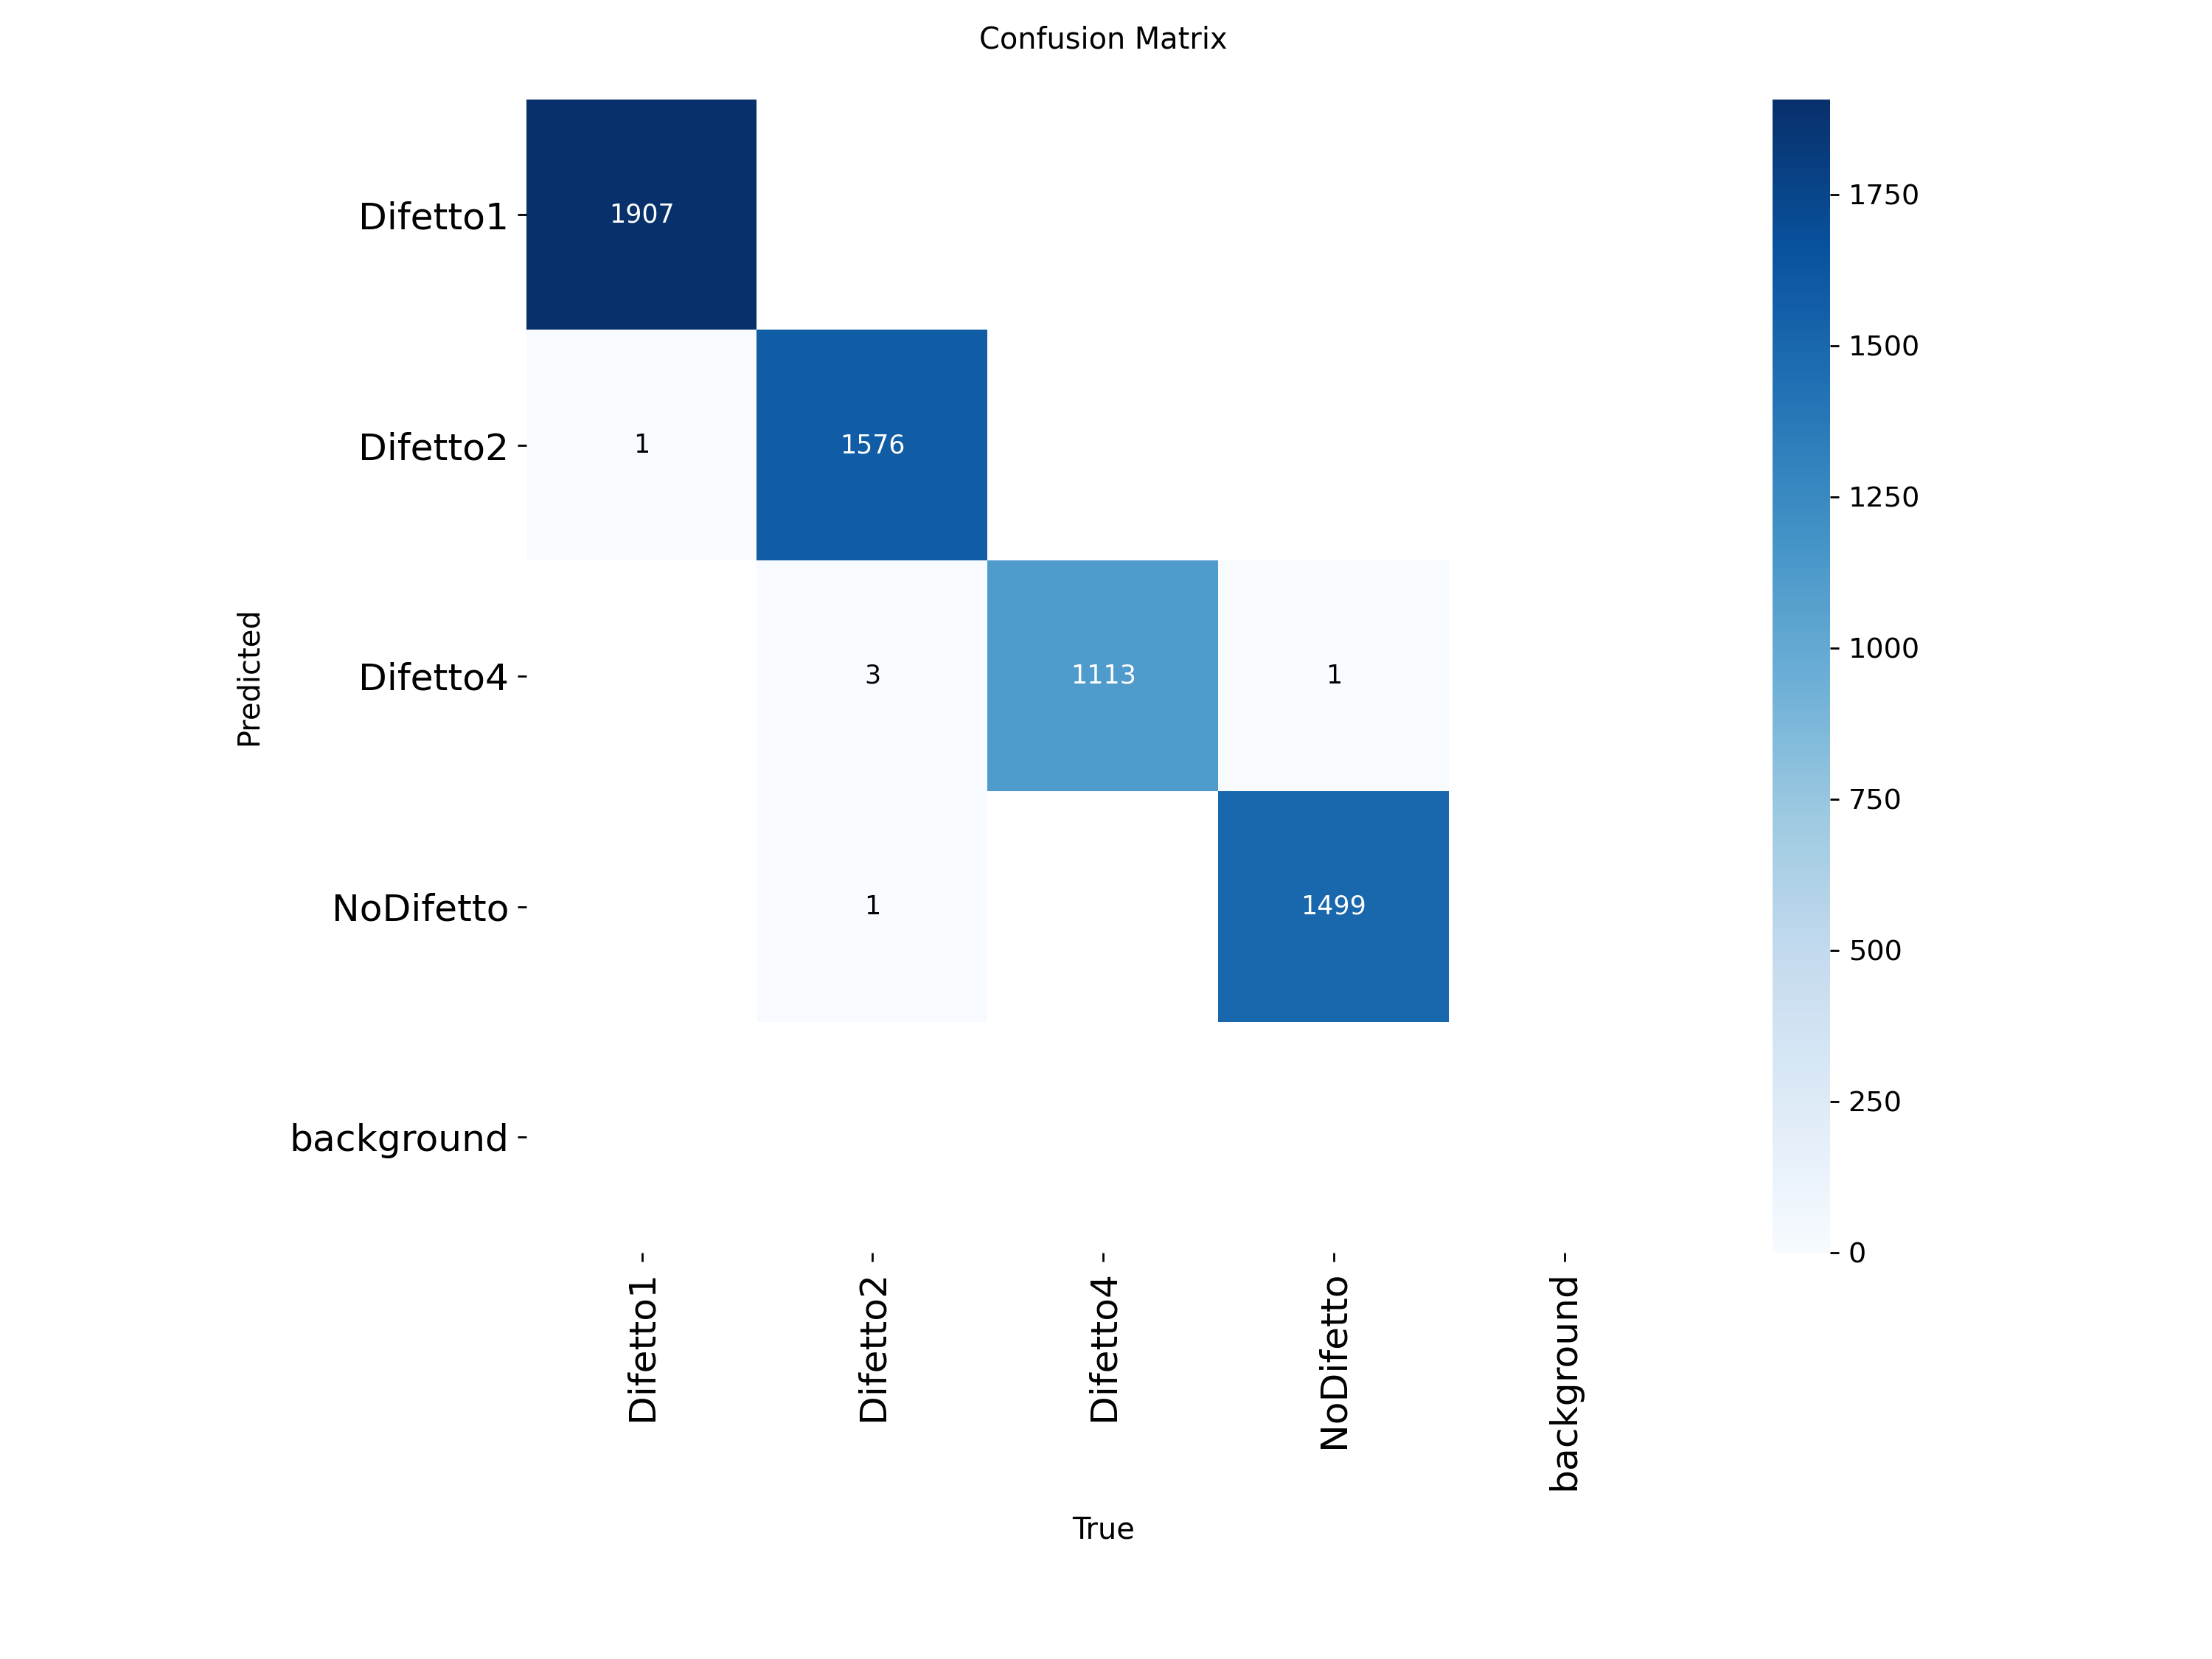 Confusion Matrix
Difetto1
1907
Difetto2
1
1576
Difetto4
3
1113
1
NoDifetto
1
1499
background
Predicted
Difetto1
Difetto2
Difetto4
NoDifetto
background
True
1750
1500
1250
1000
750
500
250
0